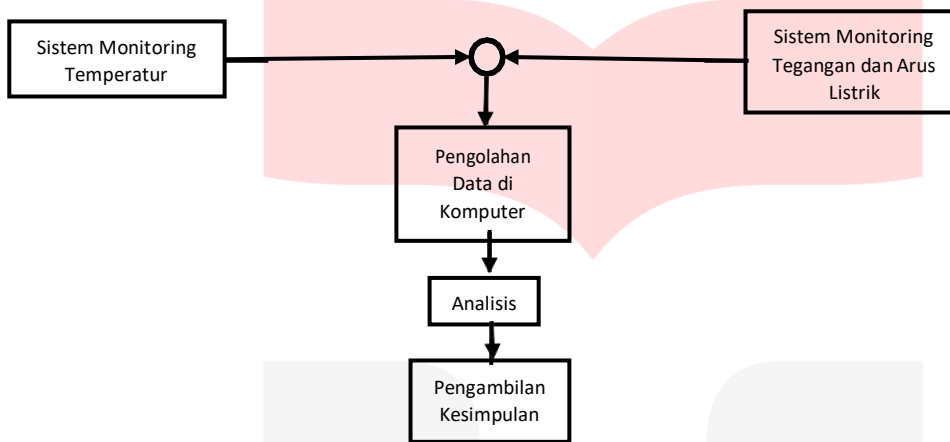 Sistem Monitoring
Temperatur
Sistem Monitoring
Tegangan dan Arus
Listrik
Pengolahan
Data di
Komputer
Analisis
Pengambilan
Kesimpulan